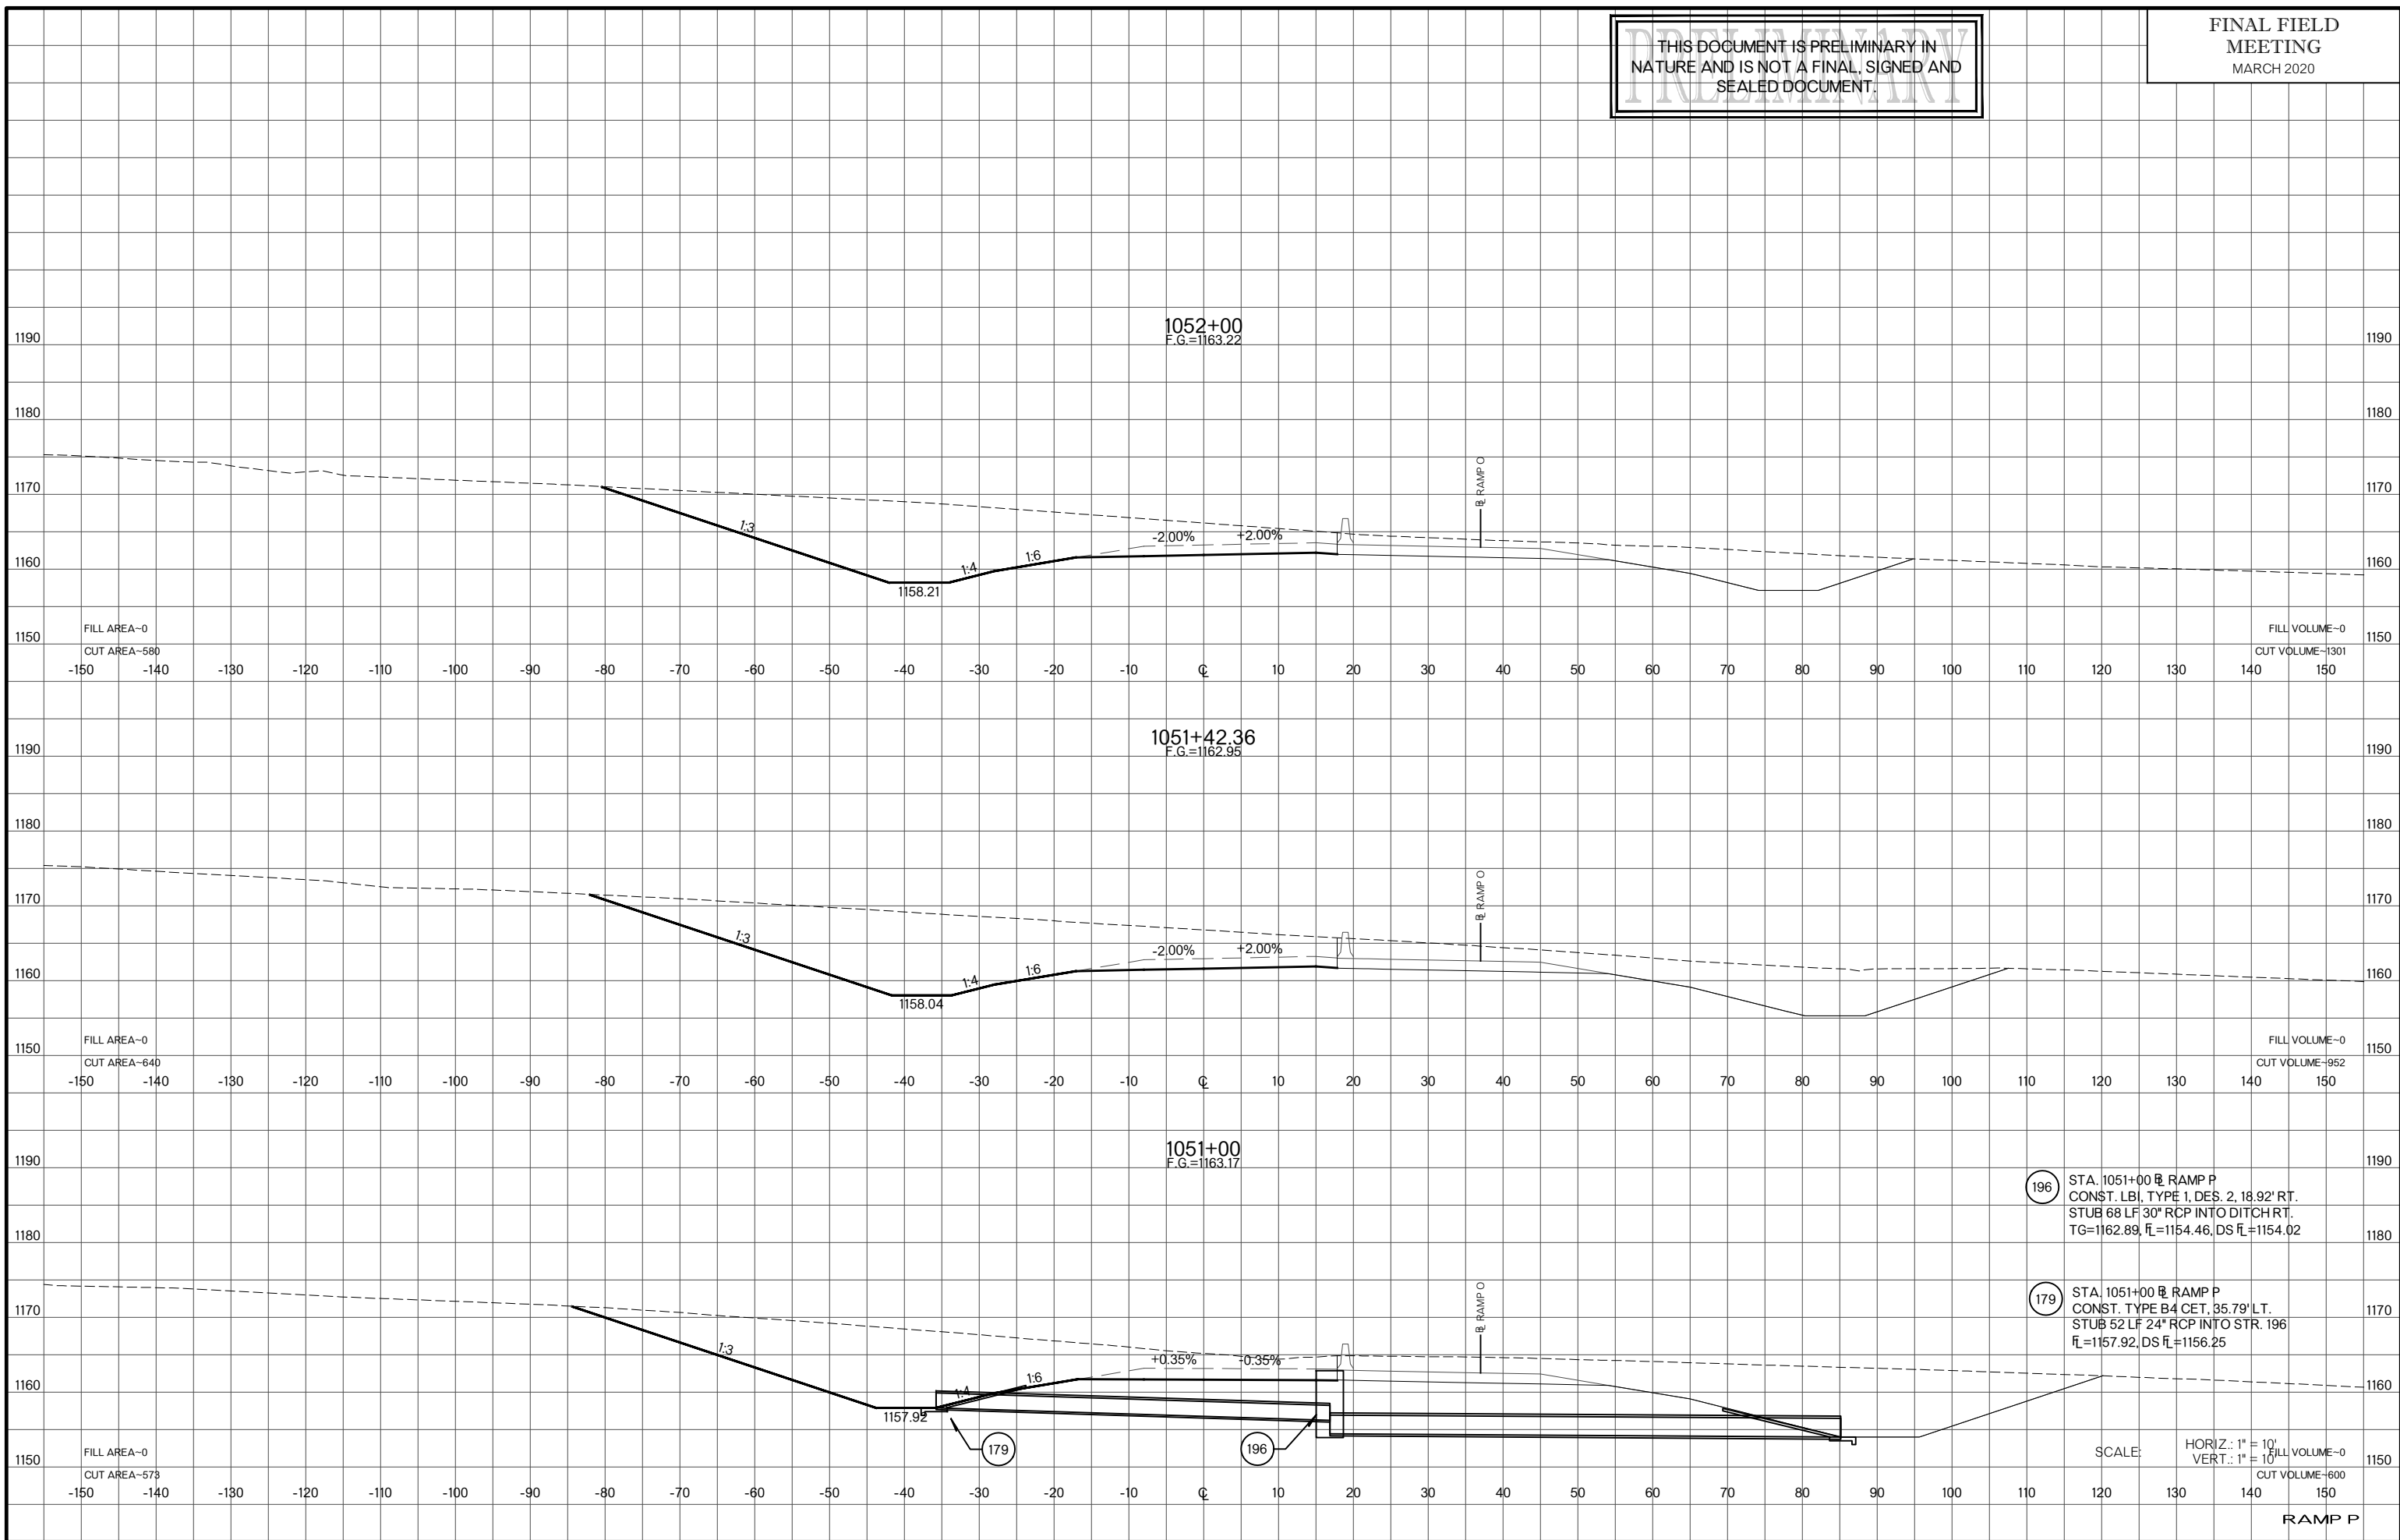 PRELIMINARY
THIS DOCUMENT IS PRELIMINARY IN
NATURE AND IS NOT A FINAL, SIGNED AND
SEALED DOCUMENT.
FINAL FIELD
MEETING
MARCH 2020
1052+00
F.G.=1163.22
1190 1190
1180 1180
1170 1170
1160 1160
1150 1150
℄ RAMP O
1:3
1:4
1:6
-2.00% +2.00%
1158.21
FILL AREA~0
CUT AREA~580
FILL VOLUME~0
CUT VOLUME~1301
-150 -140 -130 -120 -110 -100 -90 -80 -70 -60 -50 -40 -30 -20 -10 ℄ 10 20 30 40 50 60 70 80 90 100 110 120 130 140 150
1051+42.36
F.G.=1162.95
1190 1190
1180 1180
1170 1170
1160 1160
1150 1150
BL RAMP O
1:3
1:4
1:6
-2.00% +2.00%
1158.04
FILL AREA~0
CUT AREA~640
FILL VOLUME~0
CUT VOLUME~952
-150 -140 -130 -120 -110 -100 -90 -80 -70 -60 -50 -40 -30 -20 -10 ℄ 10 20 30 40 50 60 70 80 90 100 110 120 130 140 150
1051+00
F.G.=1163.17
1190 1190
1180 1180
1170 1170
1160 1160
1150 1150
196
STA. 1051+00 BL RAMP P
CONST. LBI, TYPE 1, DES. 2, 18.92' RT.
STUB 68 LF 30" RCP INTO DITCH RT.
TG=1162.89, FL=1154.46, DS FL=1154.02
179
STA. 1051+00 BL RAMP P
CONST. TYPE B4 CET, 35.79' LT.
STUB 52 LF 24" RCP INTO STR. 196
FL=1157.92, DS FL=1156.25
BL RAMP O
1:3
1:4
1:6
+0.35% -0.35%
1157.92
179
196
FILL AREA~0
CUT AREA~573
SCALE: HORIZ.: 1" = 10'
VERT.: 1" = 10'
FILL VOLUME~0
CUT VOLUME~600
-150 -140 -130 -120 -110 -100 -90 -80 -70 -60 -50 -40 -30 -20 -10 ℄ 10 20 30 40 50 60 70 80 90 100 110 120 130 140 150
RAMP P